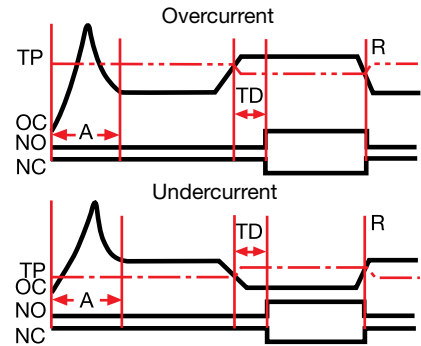 Overcurrent
TP
R
TD
OC
A
NO
NC
Undercurrent
TD
R
TP
OC
A
NO
NC